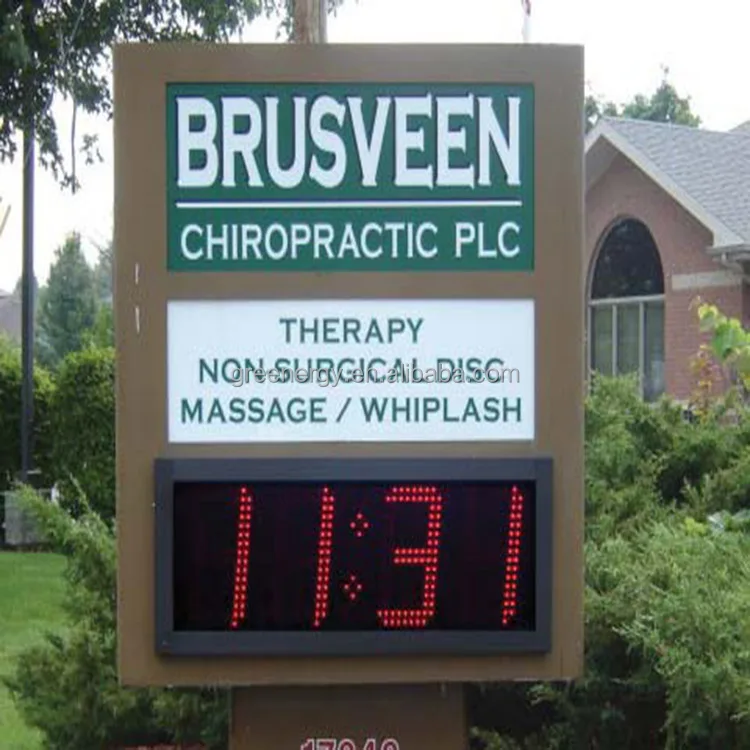 BRUSVEEN
CHIROPRACTIC PLC
THERAPY
NON SURGICAL DISC
greenergy.en.alibaba.com
MASSAGE / WHIPLASH
11:31